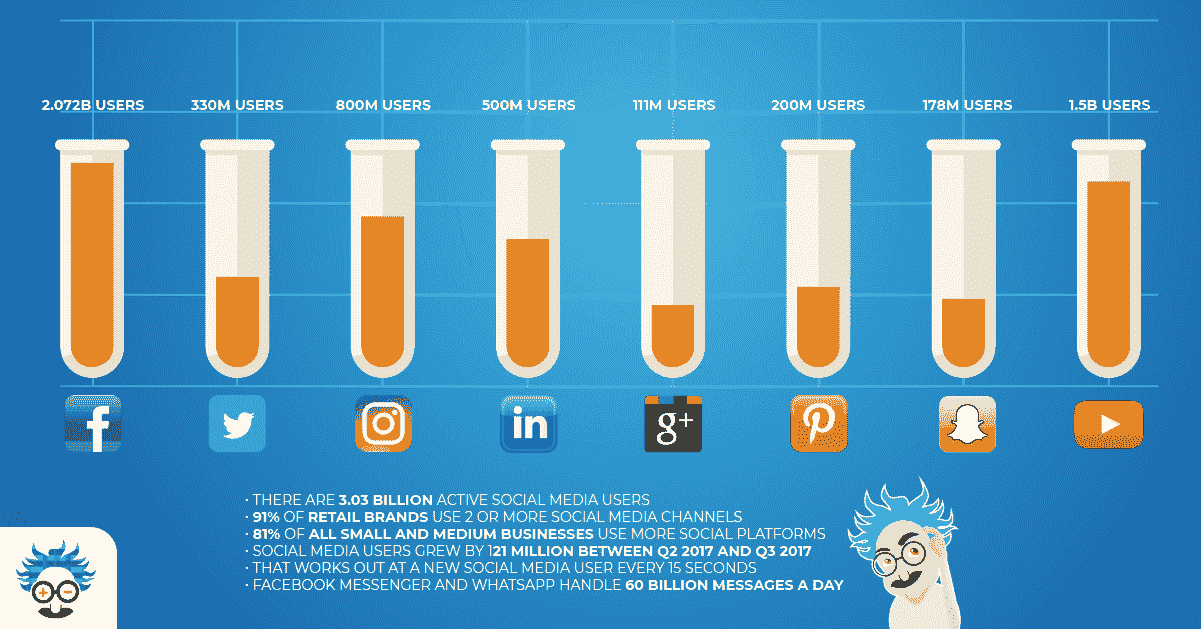 2.072B USERS 330M USERS 800M USERS 500M USERS 111M USERS 200M USERS 178M USERS 1.5B USERS
f in g+
· THERE ARE 3.03 BILLION ACTIVE SOCIAL MEDIA USERS
· 91% OF RETAIL BRANDS USE 2 OR MORE SOCIAL MEDIA CHANNELS
· 81% OF ALL SMALL AND MEDIUM BUSINESSES USE MORE SOCIAL PLATFORMS
· SOCIAL MEDIA USERS GREW BY 121 MILLION BETWEEN Q2 2017 AND Q3 2017
· THAT WORKS OUT AT A NEW SOCIAL MEDIA USER EVERY 15 SECONDS
· FACEBOOK MESSENGER AND WHATSAPP HANDLE 60 BILLION MESSAGES A DAY